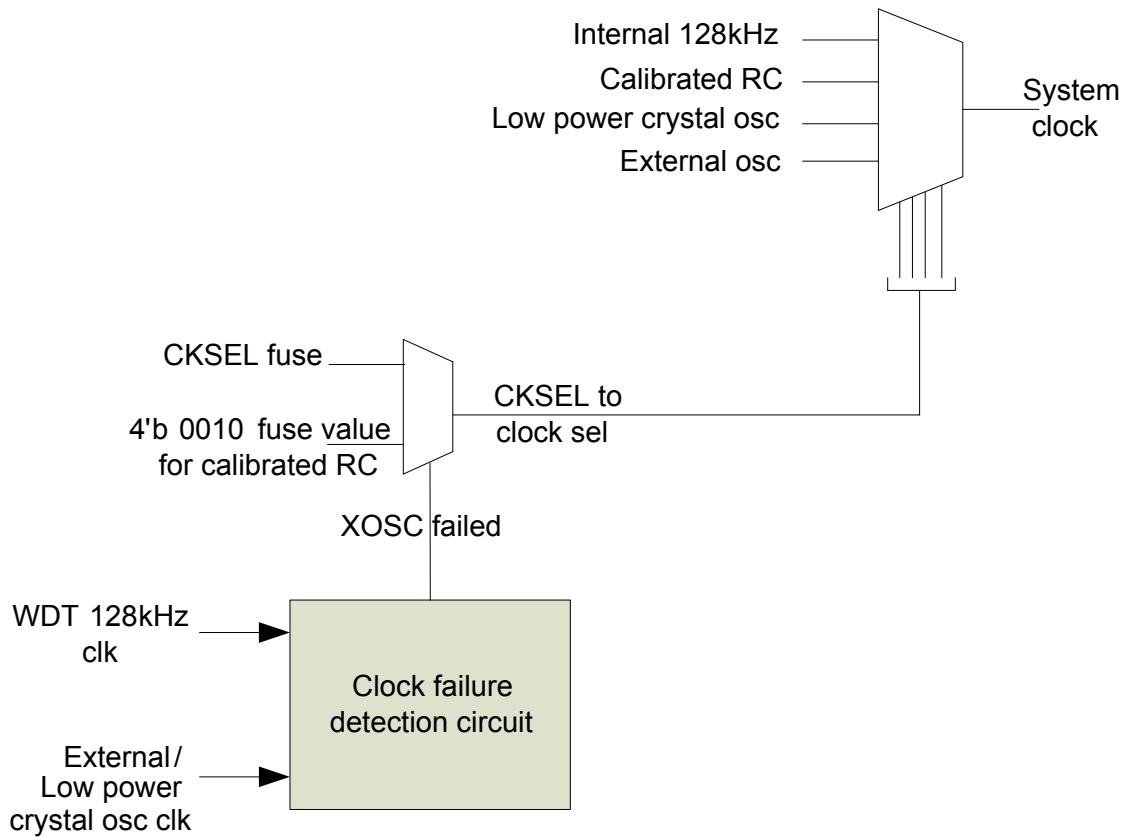 Internal 128kHz
Calibrated RC
Low power crystal osc
External osc
System
clock
CKSEL fuse
4'b 0010 fuse value
for calibrated RC
CKSEL to
clock sel
XOSC failed
WDT 128kHz
clk
Clock failure
detection circuit
External/
Low power
crystal osc clk